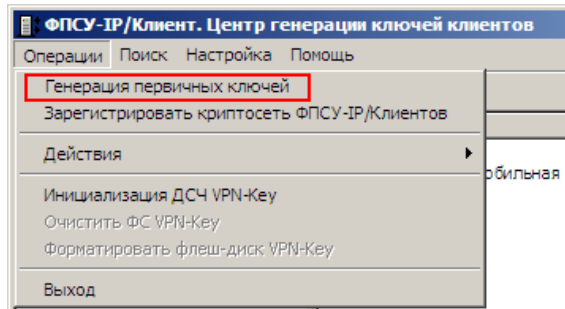 ФПСУ-IP/Клиент. Центр генерации ключей клиентов
Операции Поиск Настройка Помощь
Генерация первичных ключей
Зарегистрировать криптосеть ФПСУ-IP/Клиентов
Действия
обильная
Инициализация ДСЧ VPN-Key
Очистить ФС VPN-Key
Форматировать флеш-диск VPN-Key
Выход